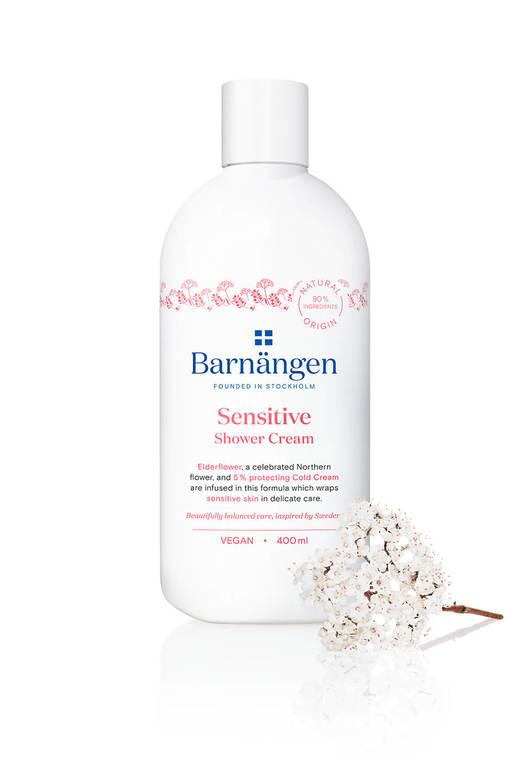 NATURAL
90%
INGREDIENTS
ORIGIN
Barnängen
FOUNDED IN STOCKHOLM
Sensitive
Shower Cream
Elderflower, a celebrated Northern
flower, and 5% protecting Cold Cream
are infused in this formula which wraps
sensitive skin in delicate care.
Beautifully balanced care, inspired by Sweden
VEGAN • 400 ml